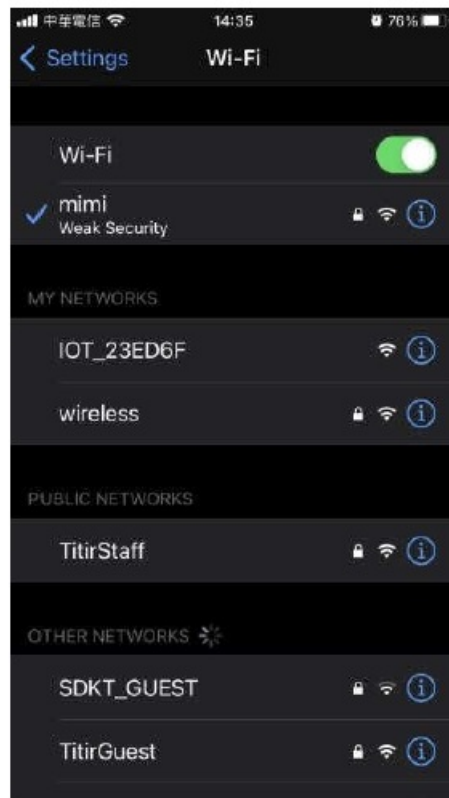 中華電信 14:35 76%
Settings Wi-Fi
Wi-Fi
mimi
Weak Security
MY NETWORKS
IOT_23ED6F
wireless
PUBLIC NETWORKS
TitirStaff
OTHER NETWORKS
SDKT_GUEST
TitirGuest